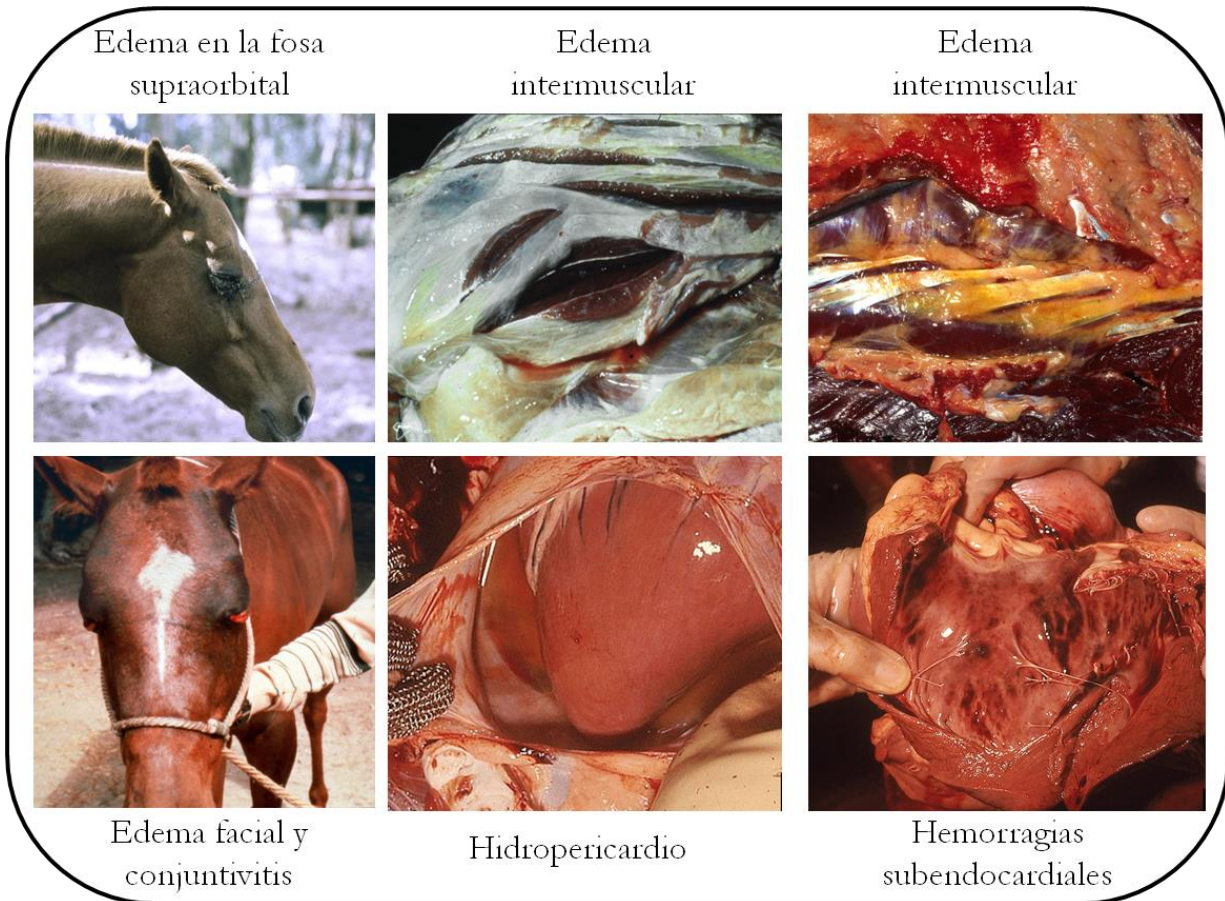 Edema en la fosa
supraorbital
Edema
intermuscular
Edema
intermuscular
Edema facial y
conjuntivitis
Hidropericardio
Hemorragias
subendocardiales